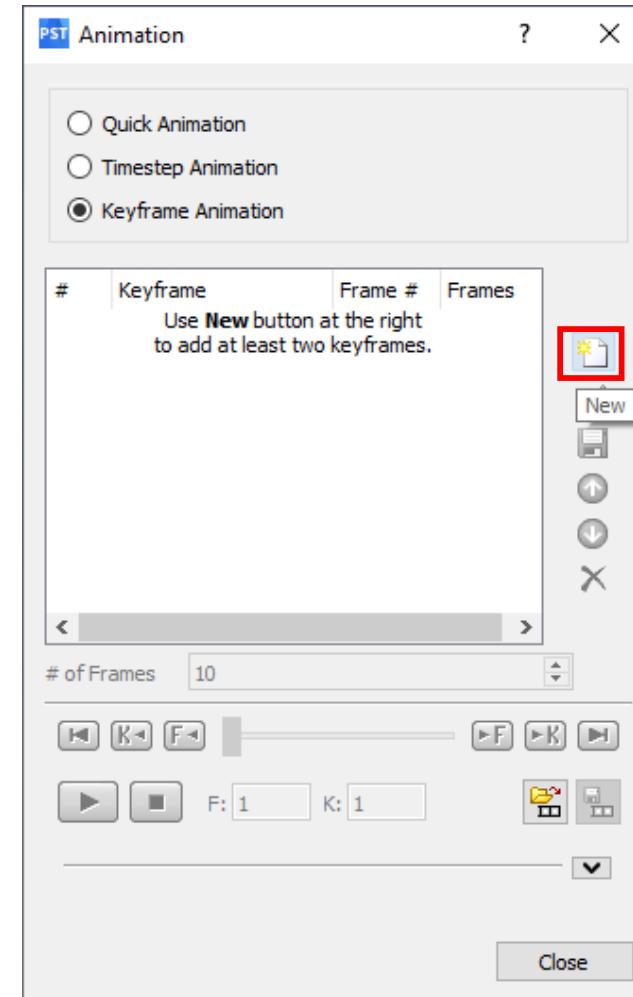 PST Animation ?
Quick Animation
Timestep Animation
Keyframe Animation
# Keyframe Frame # Frames
Use New button at the right
to add at least two keyframes.
New
# of Frames 10
K F F K
F: 1 K: 1
Close